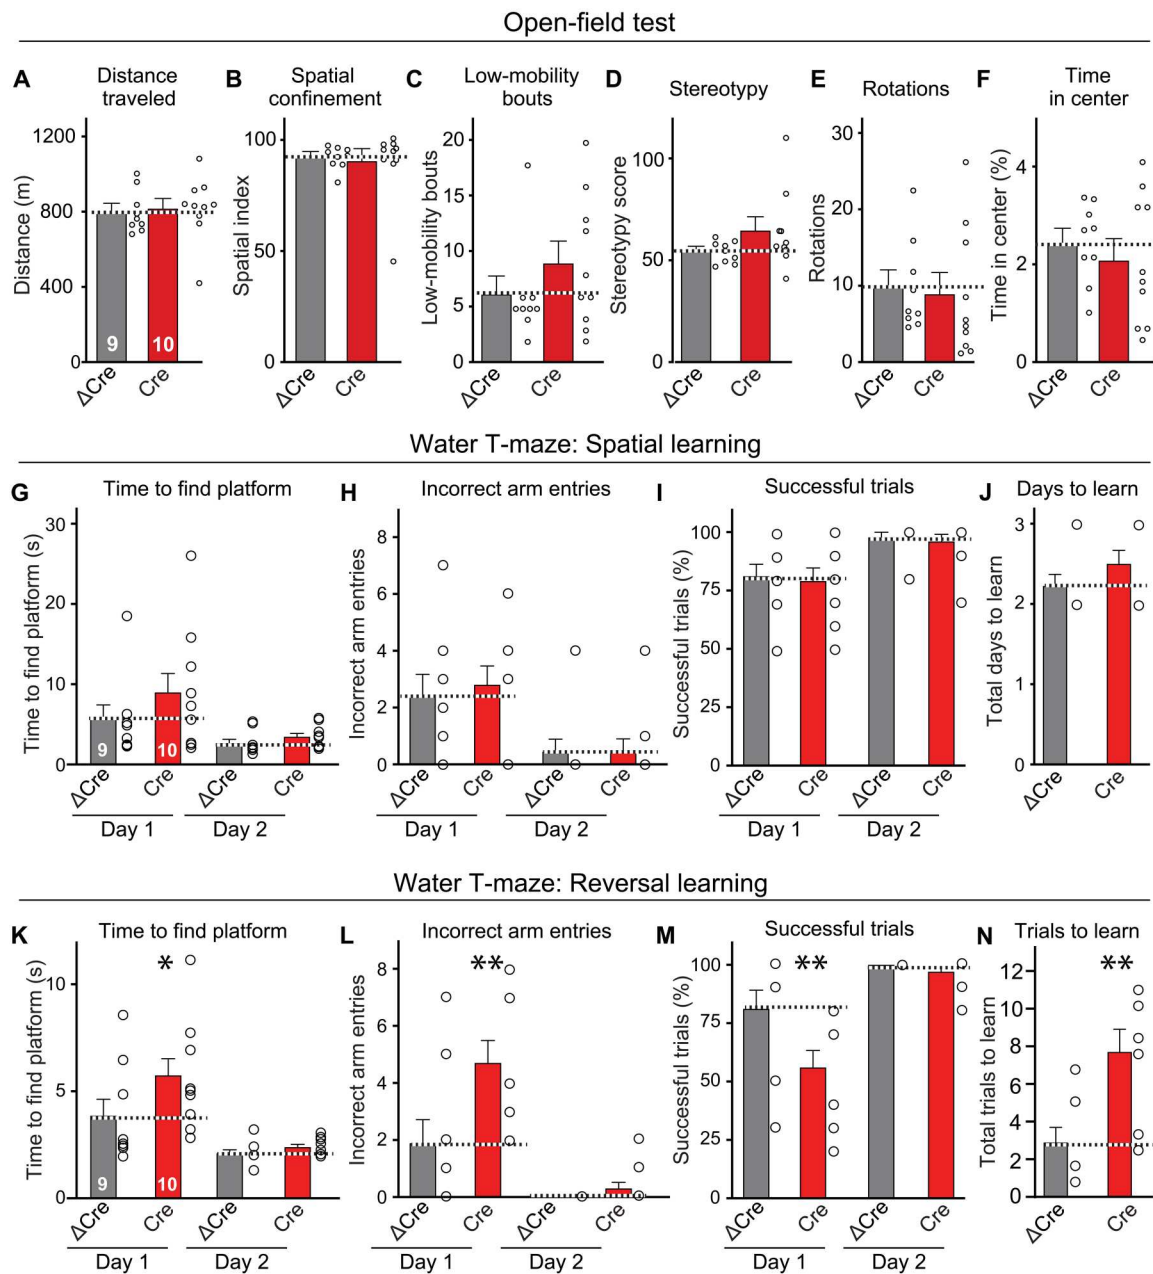 Open-field test
A
Distance
traveled
Distance (m)
1200
800
400
0
9
10
ΔCre
Cre
B
Spatial
confinement
Spatial index
100
50
0
ΔCre
Cre
C
Low-mobility
bouts
Low-mobility bouts
20
15
10
5
0
ΔCre
Cre
D
Stereotypy
Stereotypy score
100
50
0
ΔCre
Cre
E
Rotations
Rotations
30
20
10
0
ΔCre
Cre
F
Time
in center
Time in center (%)
4
2
0
ΔCre
Cre
Water T-maze: Spatial learning
G
Time to find platform
Time to find platform (s)
30
20
10
0
9
10
ΔCre
Cre
ΔCre
Cre
Day 1
Day 2
H
Incorrect arm entries
Incorrect arm entries
8
6
4
2
0
ΔCre
Cre
ΔCre
Cre
Day 1
Day 2
I
Successful trials
Successful trials (%)
100
75
50
25
0
ΔCre
Cre
ΔCre
Cre
Day 1
Day 2
J
Days to learn
Total days to learn
3
2
1
0
ΔCre
Cre
Water T-maze: Reversal learning
K
Time to find platform
Time to find platform (s)
10
5
0
*
9
10
ΔCre
Cre
ΔCre
Cre
Day 1
Day 2
L
Incorrect arm entries
Incorrect arm entries
8
6
4
2
0
**
ΔCre
Cre
ΔCre
Cre
Day 1
Day 2
M
Successful trials
Successful trials (%)
100
75
50
25
0
**
ΔCre
Cre
ΔCre
Cre
Day 1
Day 2
N
Trials to learn
Total trials to learn
12
10
8
6
4
2
0
**
ΔCre
Cre